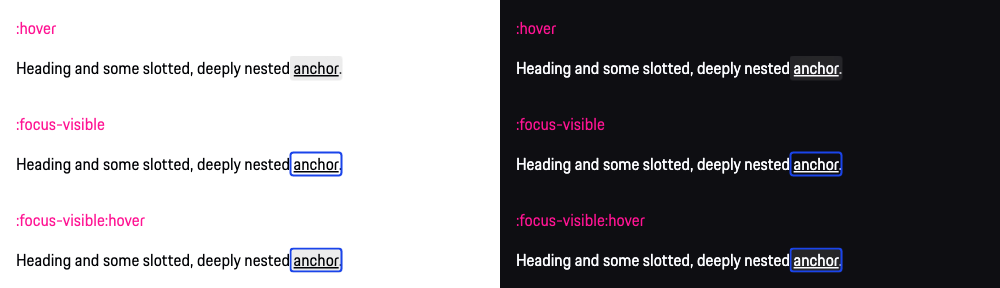 :hover
Heading and some slotted, deeply nested anchor.
:focus-visible
Heading and some slotted, deeply nested anchor.
:focus-visible:hover
Heading and some slotted, deeply nested anchor.
:hover
Heading and some slotted, deeply nested anchor.
:focus-visible
Heading and some slotted, deeply nested anchor.
:focus-visible:hover
Heading and some slotted, deeply nested anchor.